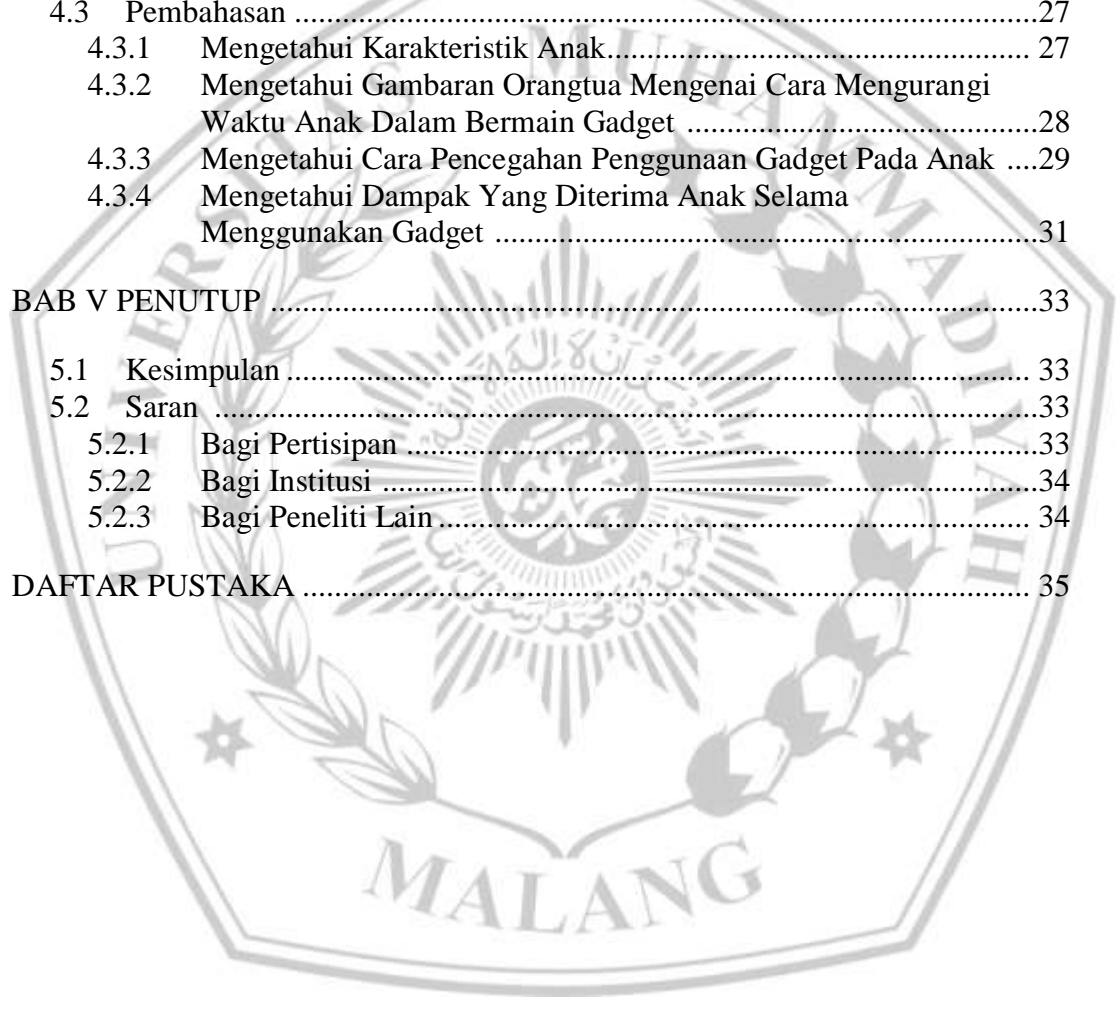 4.3 Pembahasan ....................................................................................27
4.3.1 Mengetahui Karakteristik Anak.................................................... 27
4.3.2 Mengetahui Gambaran Orangtua Mengenai Cara Mengurangi
Waktu Anak Dalam Bermain Gadget ...........................................28
4.3.3 Mengetahui Cara Pencegahan Penggunaan Gadget Pada Anak ....29
4.3.4 Mengetahui Dampak Yang Diterima Anak Selama
Menggunakan Gadget ...................................................................31
BAB V PENUTUP ...............................................................................................33
5.1 Kesimpulan ............................................................................................ 33
5.2 Saran .....................................................................................................33
5.2.1 Bagi Pertisipan ..............................................................................33
5.2.2 Bagi Institusi .................................................................................34
5.2.3 Bagi Peneliti Lain ......................................................................... 34
DAFTAR PUSTAKA ......................................................................................... 35
UNIVERSITAS MUHAMMADIYAH
MALANG